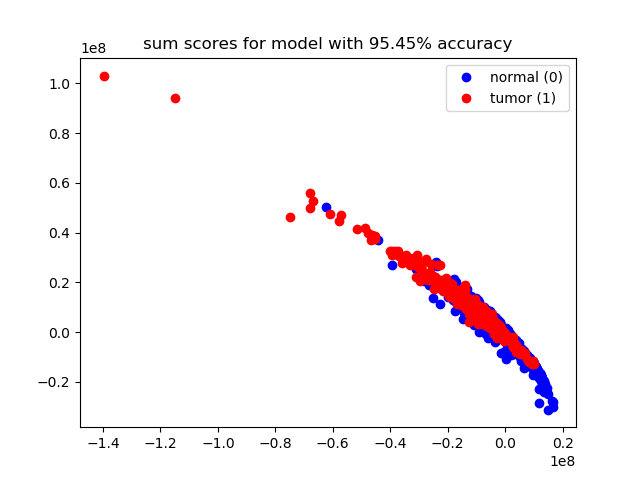 sum scores for model with 95.45% accuracy
1e8
normal (0)
tumor (1)
1.0
0.8
0.6
0.4
0.2
0.0
−0.2
−1.4 −1.2 −1.0 −0.8 −0.6 −0.4 −0.2 0.0 0.2
1e8